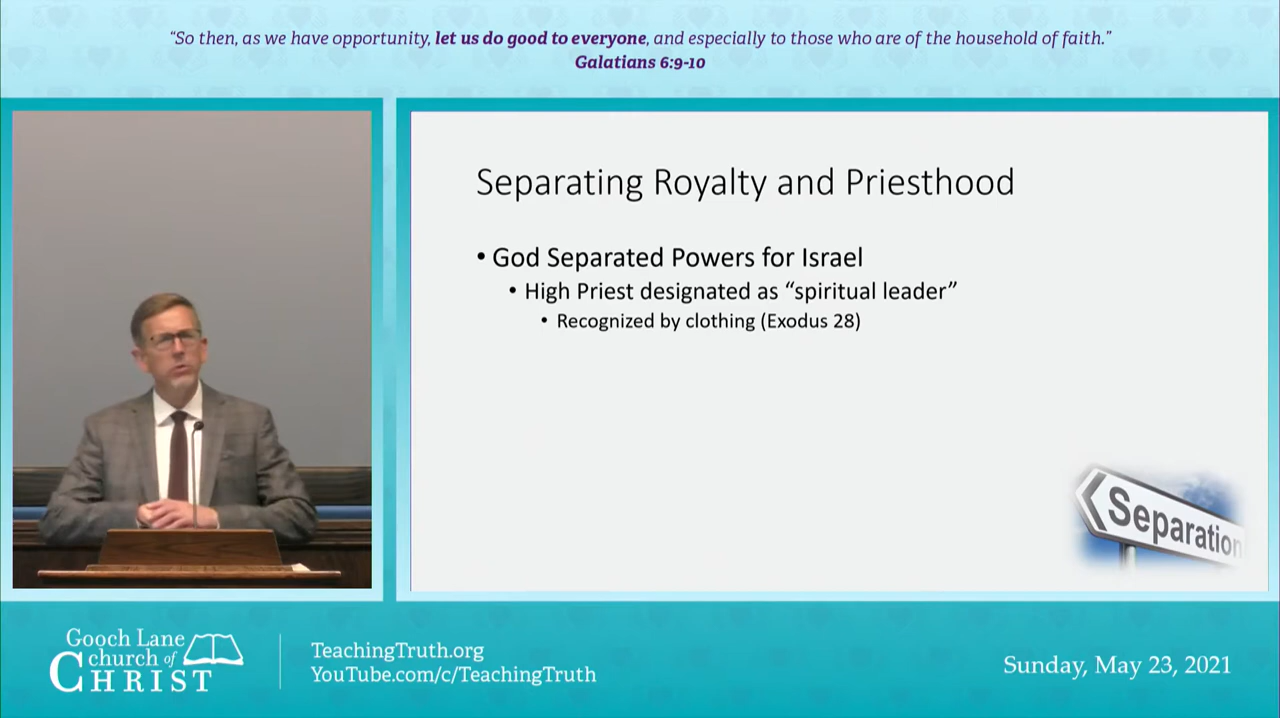 “So then, as we have opportunity, let us do good to everyone, and especially to those who are of the household of faith.”
Galatians 6:9-10
Separating Royalty and Priesthood
• God Separated Powers for Israel
• High Priest designated as “spiritual leader”
• Recognized by clothing (Exodus 28)
Separation
Gooch Lane
church of
CHRIST
TeachingTruth.org
YouTube.com/c/TeachingTruth
Sunday, May 23, 2021